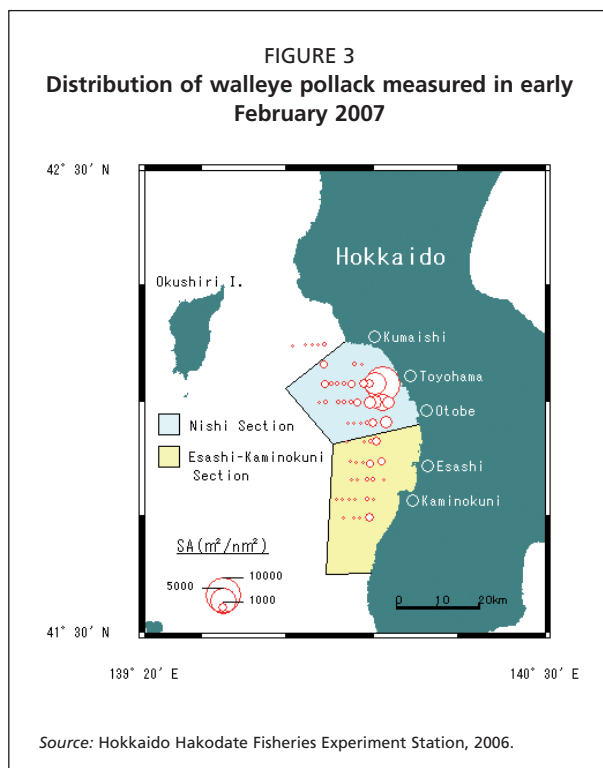 FIGURE 3
Distribution of walleye pollack measured in early
February 2007
42° 30′ N
Hokkaido
Okushiri I.
Kumaishi
Toyohama
Otobe
Nishi Section
Esashi-Kaminokuni
Section
Esashi
Kaminokuni
SA(m²/nm²)
10000
5000
1000
0 10 20km
41° 30′ N
139° 20′ E
140° 30′ E
Source: Hokkaido Hakodate Fisheries Experiment Station, 2006.